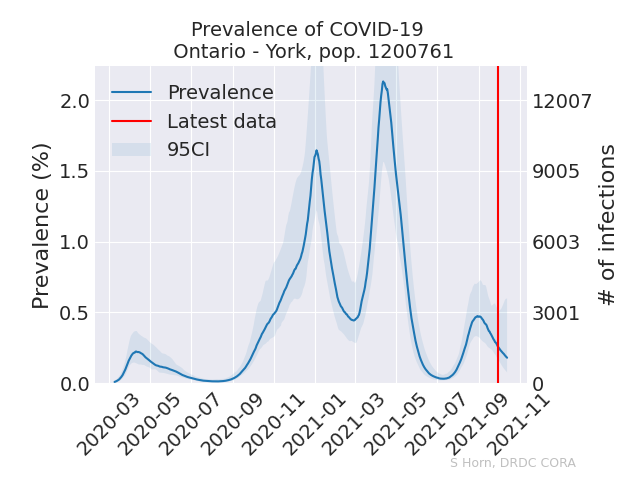 Prevalence of COVID-19
Ontario - York, pop. 1200761
Prevalence
Latest data
95CI
Prevalence (%)
2.0
1.5
1.0
0.5
0.0
12007
9005
6003
3001
0
# of infections
2020-03
2020-05
2020-07
2020-09
2020-11
2021-01
2021-03
2021-05
2021-07
2021-09
2021-11
S Horn, DRDC CORA